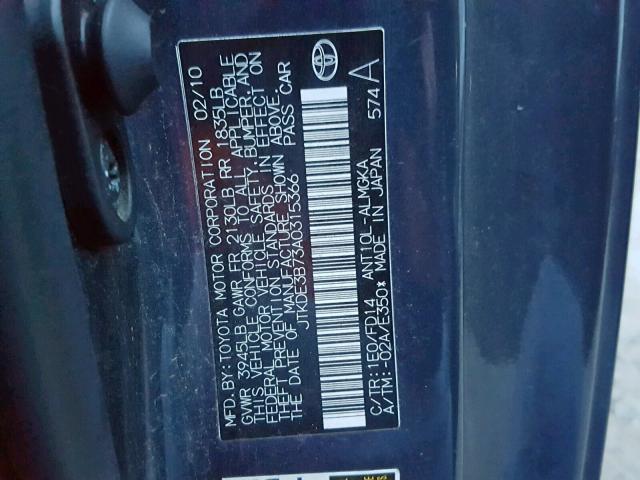 MFD.BY:TOYOTA MOTOR CORPORATION 02/10
GVWR 3945LB GAWR FR 2130LB RR 1835LB
THIS VEHICLE CONFORMS TO ALL APPLICABLE
FEDERAL MOTOR VEHICLE SAFETY,BUMPER,AND
THEFT PREVENTION STANDARDS IN EFFECT ON
THE DATE OF MANUFACTURE SHOWN ABOVE.
JTKDE3B73A0315366 PASS CAR
C/TR:1E0/FD14 ANT10L-ALMGKA 574A
A/TM:-02A/E350* MADE IN JAPAN